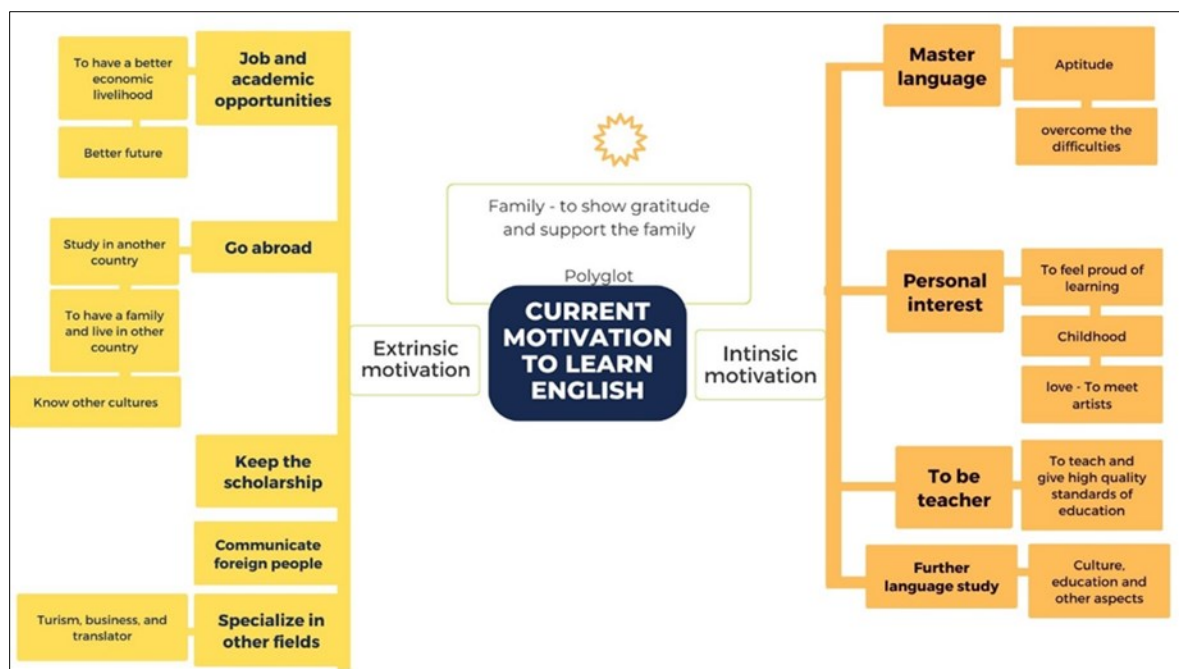 To have a better
economic
livelihood
Better future
Job and
academic
opportunities
Study in another
country
To have a family
and live in other
country
Know other cultures
Go abroad
Keep the
scholarship
Communicate
foreign people
Turism, business, and
translator
Specialize in
other fields
Extrinsic
motivation
Family - to show gratitude
and support the family
Polyglot
CURRENT
MOTIVATION
TO LEARN
ENGLISH
Intinsic
motivation
Master
language
Aptitude
overcome the
difficulties
Personal
interest
To feel proud of
learning
Childhood
love - To meet
artists
To be
teacher
To teach and
give high quality
standards of
education
Further
language study
Culture,
education and
other aspects